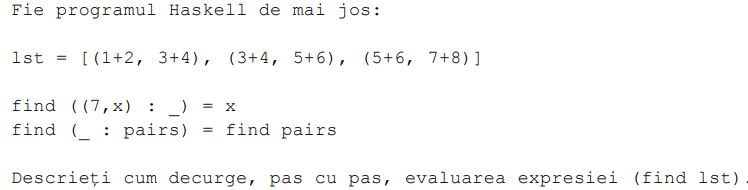 Fie programul Haskell de mai jos:
lst = [(1+2, 3+4), (3+4, 5+6), (5+6, 7+8)]
find ((7,x) : _) = x
find (_ : pairs) = find pairs
Descrieți cum decurge, pas cu pas, evaluarea expresiei (find lst).